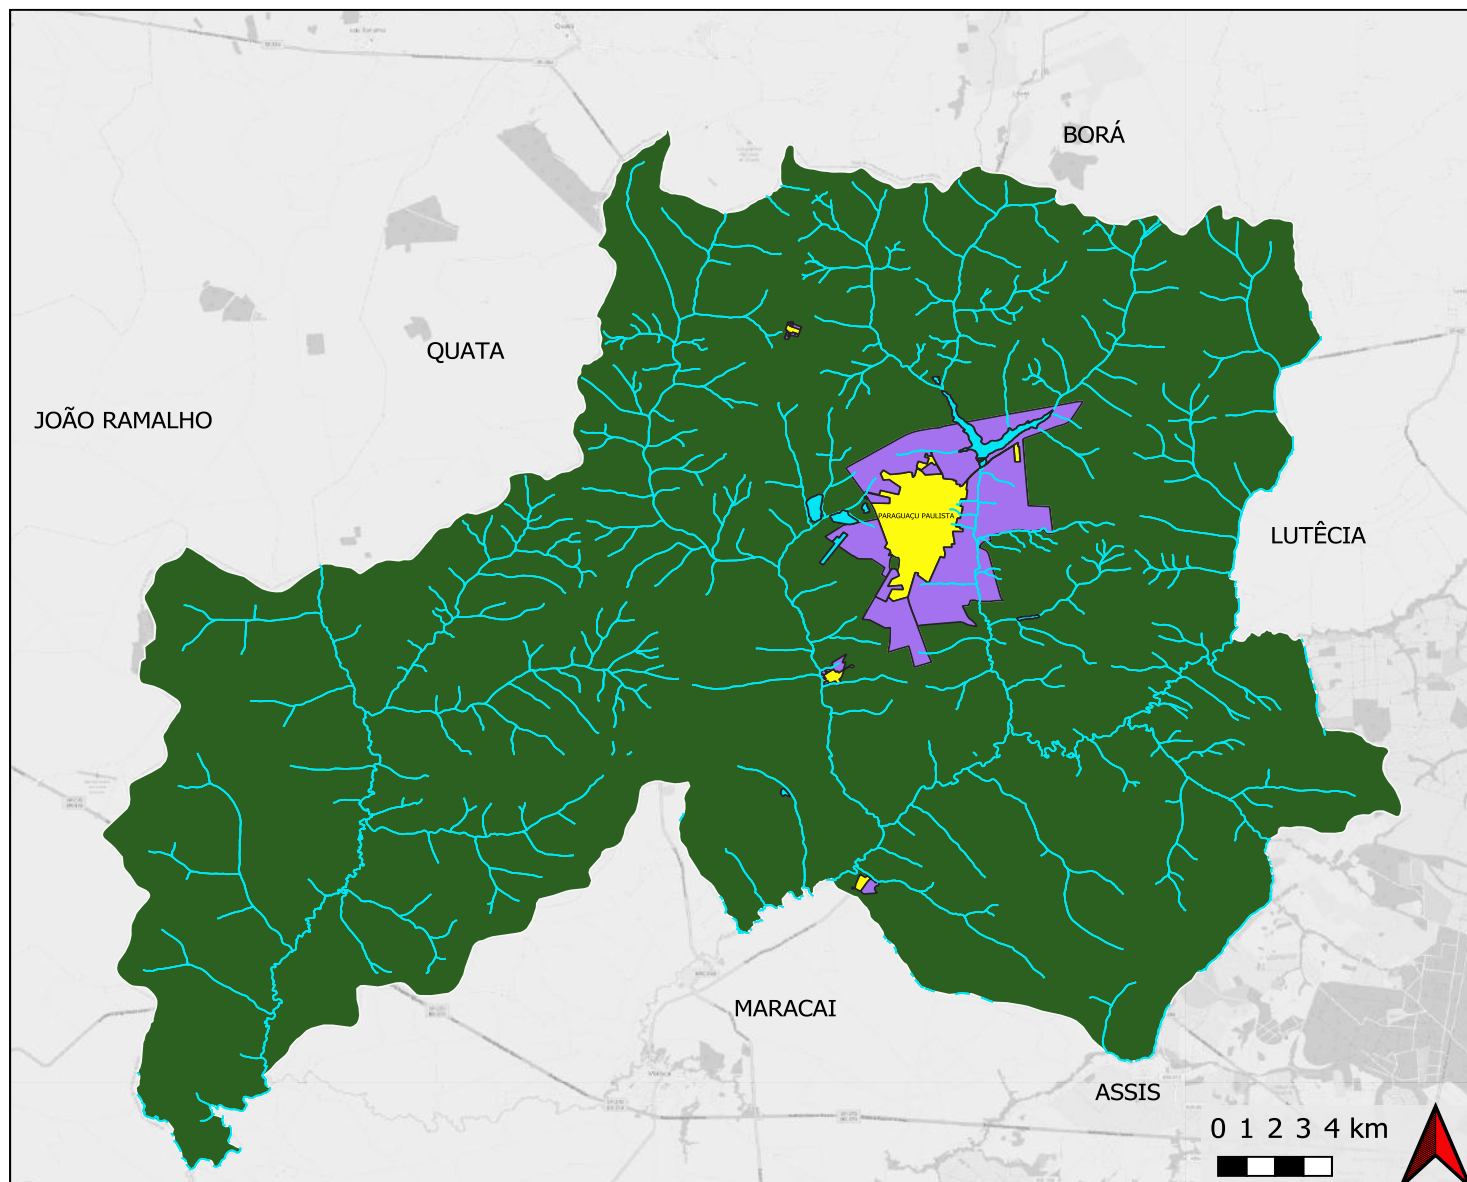 BORÁ
QUATA
JOÃO RAMALHO
PARAGUAÇU PAULISTA
LUTÊCIA
MARACAI
ASSIS
0 1 2 3 4 km